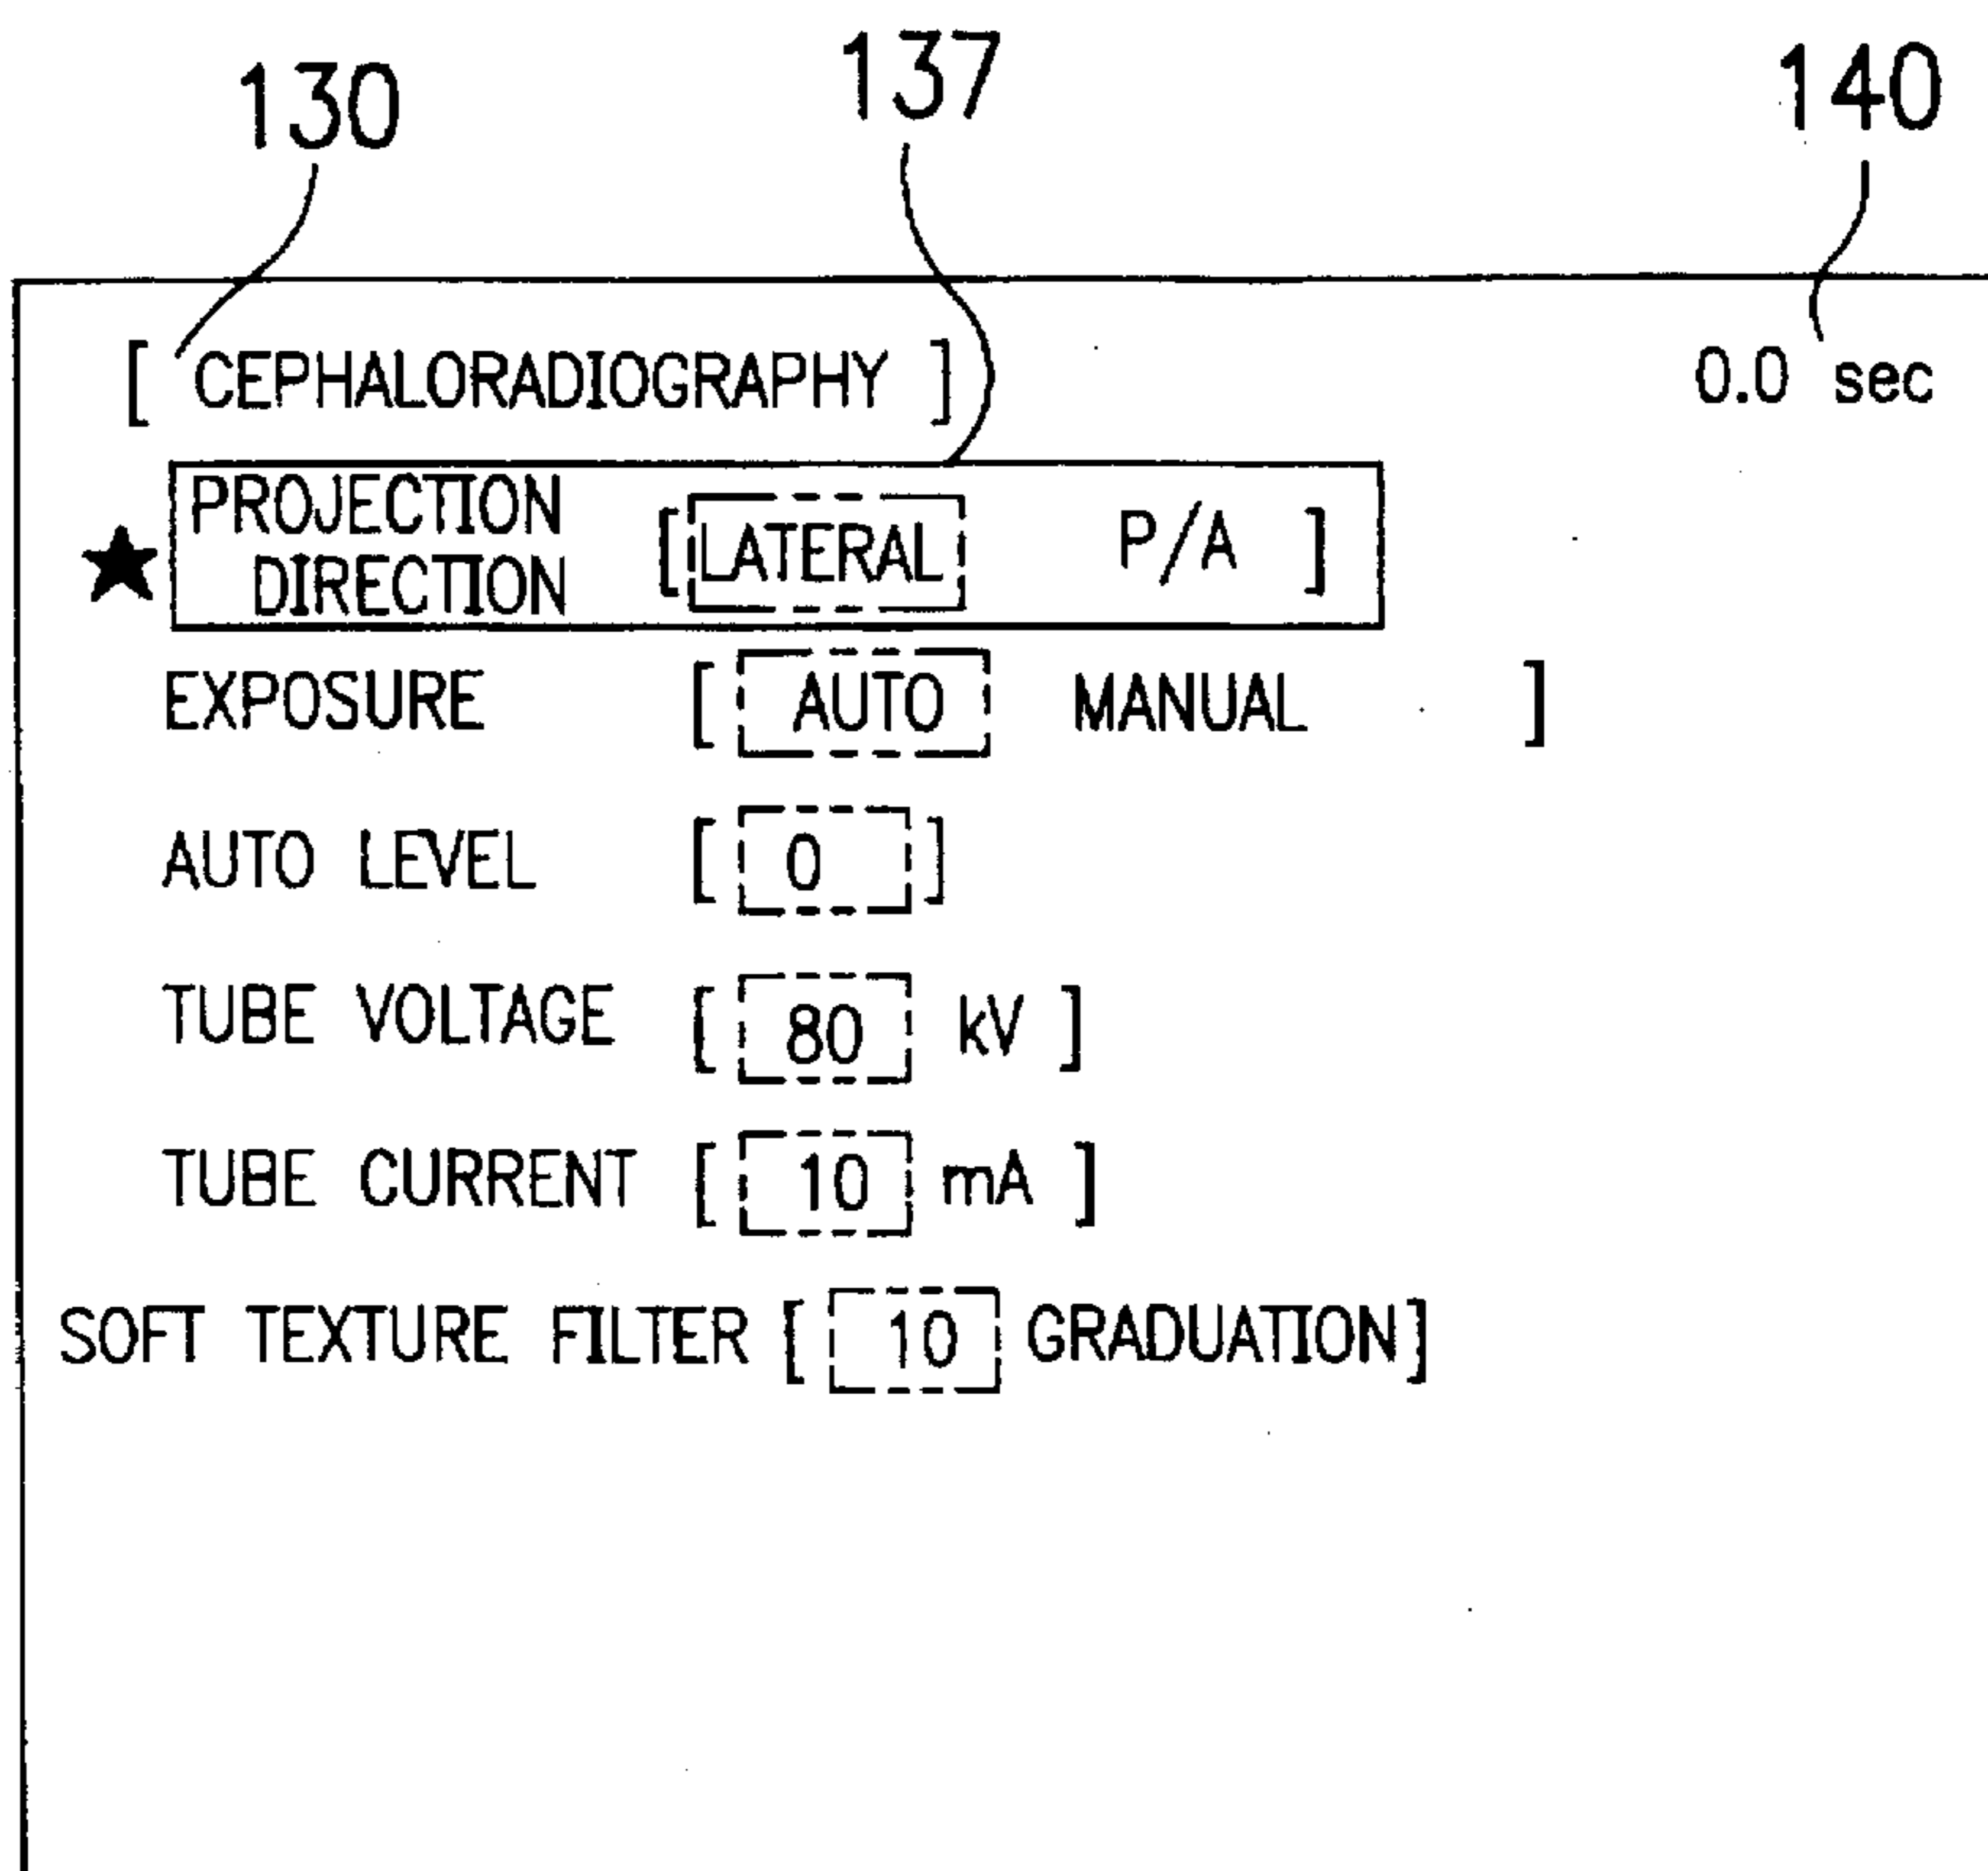 130 137 140
[ CEPHALORADIOGRAPHY ] 0.0 sec
PROJECTION
DIRECTION [LATERAL P/A ]
EXPOSURE [ AUTO MANUAL ]
AUTO LEVEL [ 0 ]
TUBE VOLTAGE [ 80 kV ]
TUBE CURRENT [ 10 mA ]
SOFT TEXTURE FILTER [ 10 GRADUATION]